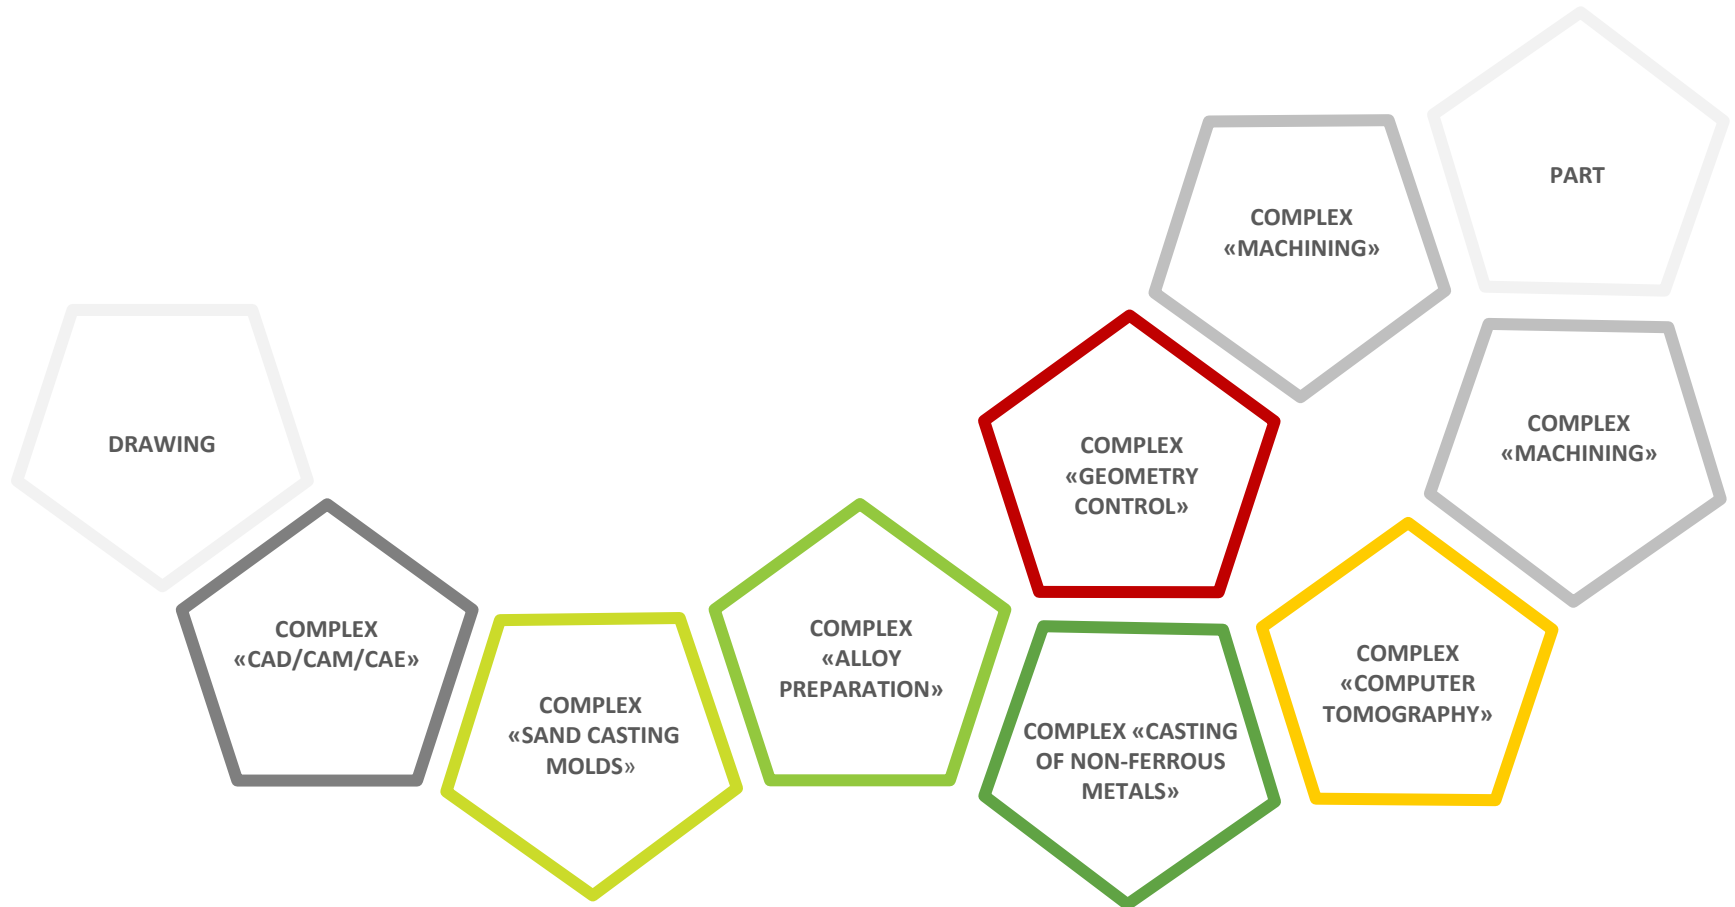 DRAWING
COMPLEX
«CAD/CAM/CAE»
COMPLEX
«SAND CASTING
MOLDS»
COMPLEX
«ALLOY
PREPARATION»
COMPLEX «CASTING
OF NON-FERROUS
METALS»
COMPLEX
«GEOMETRY
CONTROL»
COMPLEX
«MACHINING»
COMPLEX
«COMPUTER
TOMOGRAPHY»
COMPLEX
«MACHINING»
PART